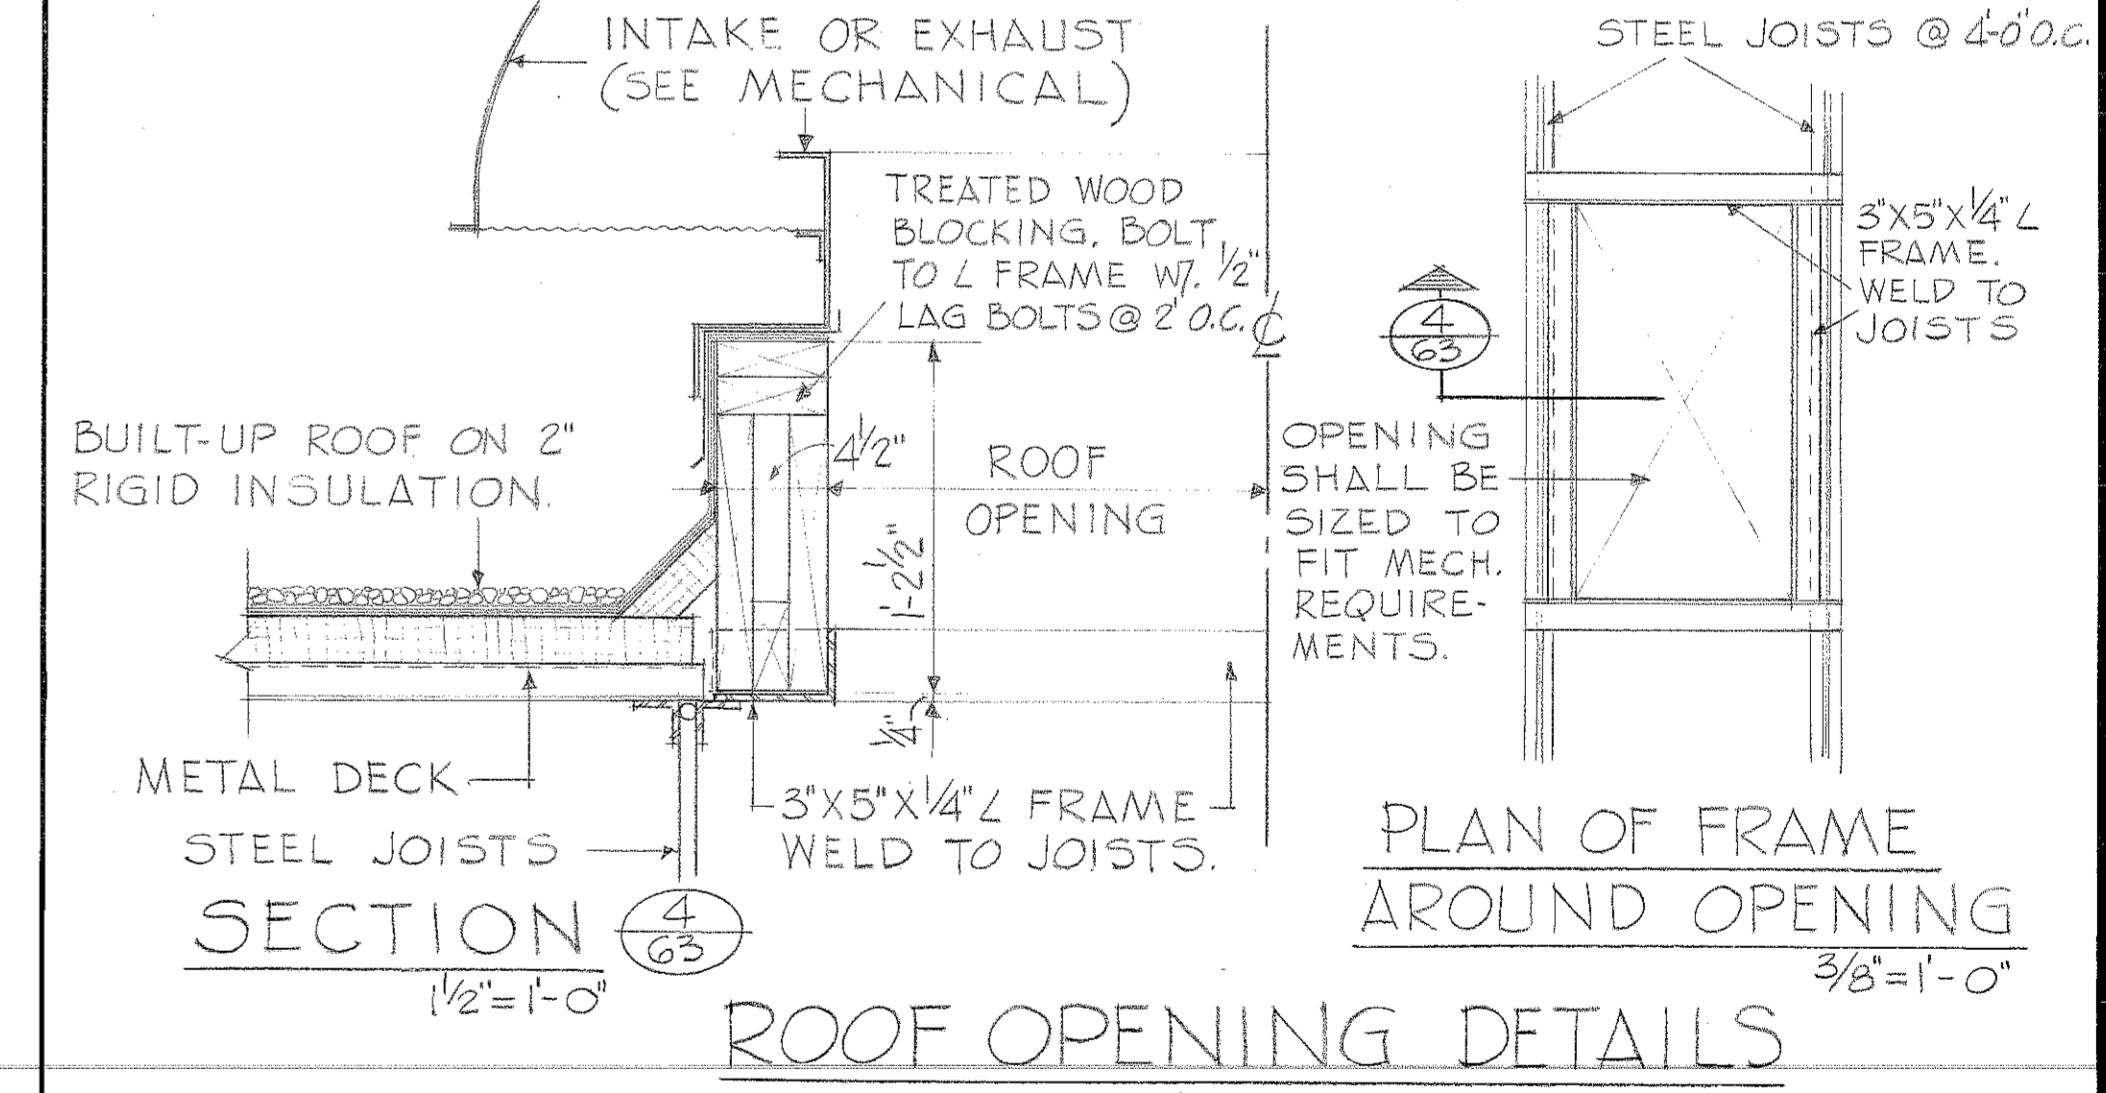 INTAKE OR EXHAUST
(SEE MECHANICAL)
TREATED WOOD
BLOCKING. BOLT
TO L FRAME W/. 1/2"
LAG BOLTS @ 2' O.C.
BUILT-UP ROOF ON 2"
RIGID INSULATION.
4 1/2"
ROOF
OPENING
1'-2 1/2"
1/4"
METAL DECK
STEEL JOISTS
3"X5"X1/4" L FRAME
WELD TO JOISTS.
SECTION
4
63
1 1/2"=1'-0"
STEEL JOISTS @ 4'-0" O.C.
3"X5"X1/4" L
FRAME.
WELD TO
JOISTS
4
63
OPENING
SHALL BE
SIZED TO
FIT MECH.
REQUIRE-
MENTS.
PLAN OF FRAME
AROUND OPENING
3/8"=1'-0"
ROOF OPENING DETAILS